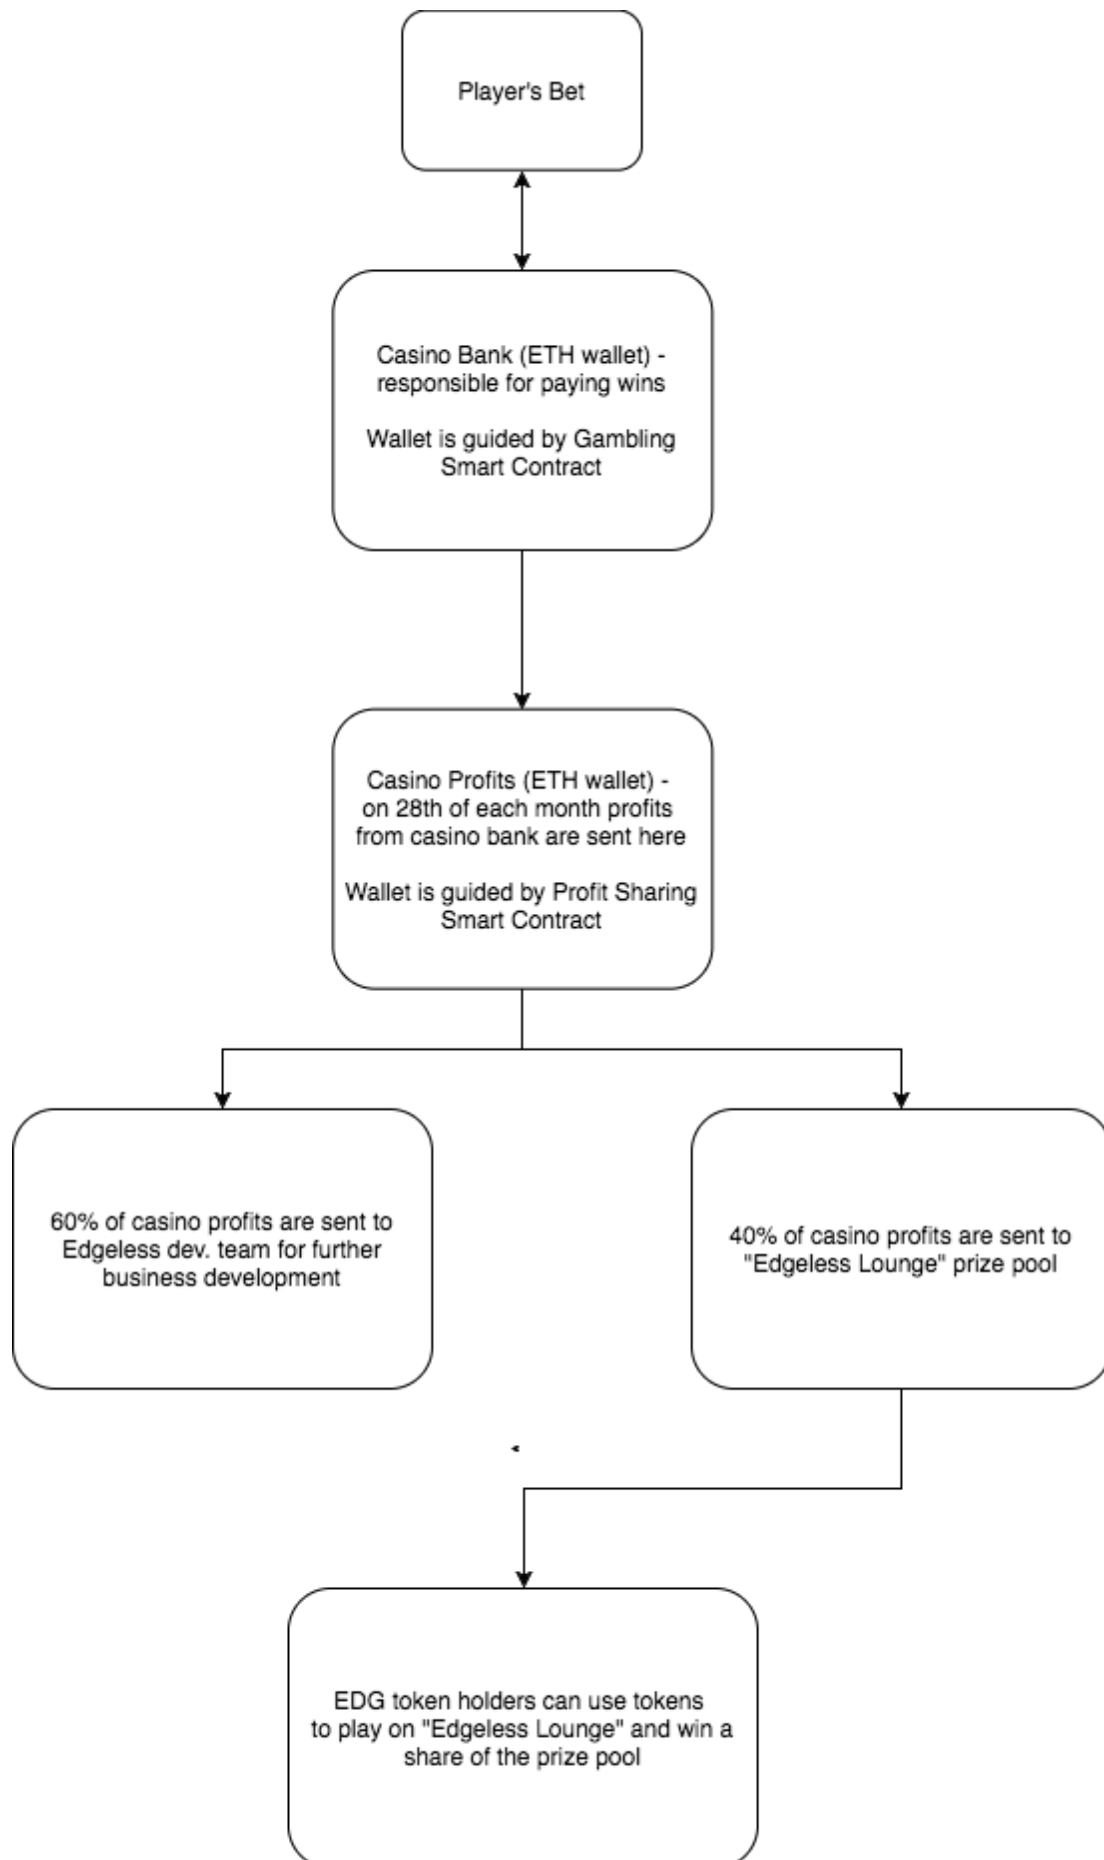 Player's Bet
Casino Bank (ETH wallet) -
responsible for paying wins
Wallet is guided by Gambling
Smart Contract
Casino Profits (ETH wallet) -
on 28th of each month profits
from casino bank are sent here
Wallet is guided by Profit Sharing
Smart Contract
60% of casino profits are sent to
Edgeless dev. team for further
business development
40% of casino profits are sent to
"Edgeless Lounge" prize pool
EDG token holders can use tokens
to play on "Edgeless Lounge" and win a
share of the prize pool